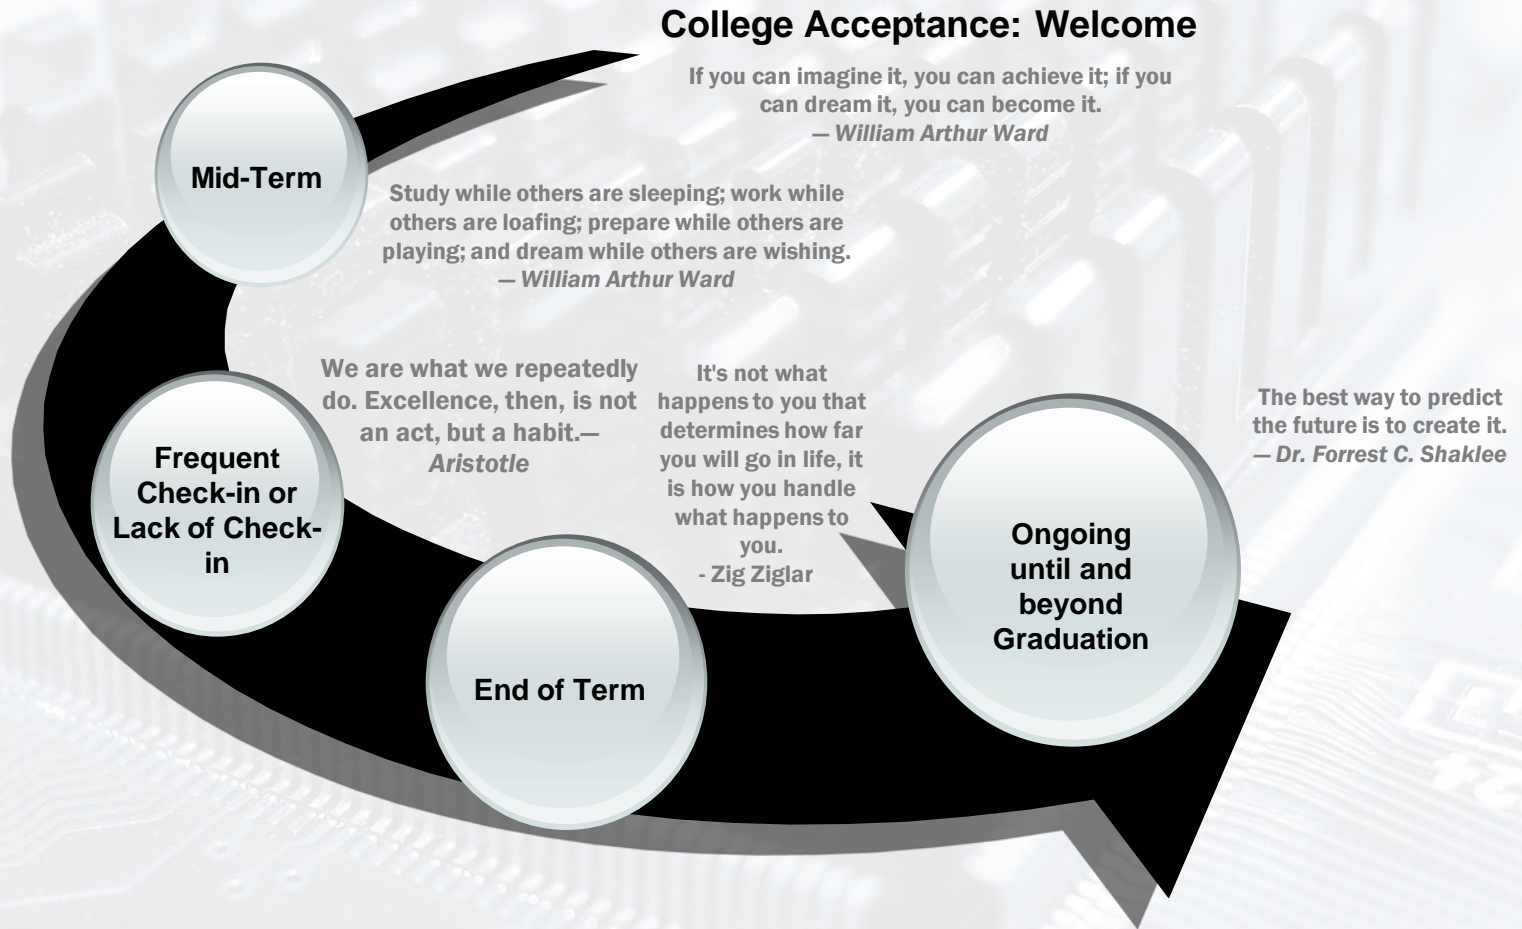 College Acceptance: Welcome
If you can imagine it, you can achieve it; if you
can dream it, you can become it.
— William Arthur Ward
Mid-Term
Study while others are sleeping; work while
others are loafing; prepare while others are
playing; and dream while others are wishing.
— William Arthur Ward
We are what we repeatedly
do. Excellence, then, is not
an act, but a habit.—
Aristotle
Frequent
Check-in or
Lack of Check-
in
It's not what
happens to you that
determines how far
you will go in life, it
is how you handle
what happens to
you.
- Zig Ziglar
End of Term
The best way to predict
the future is to create it.
— Dr. Forrest C. Shaklee
Ongoing
until and
beyond
Graduation